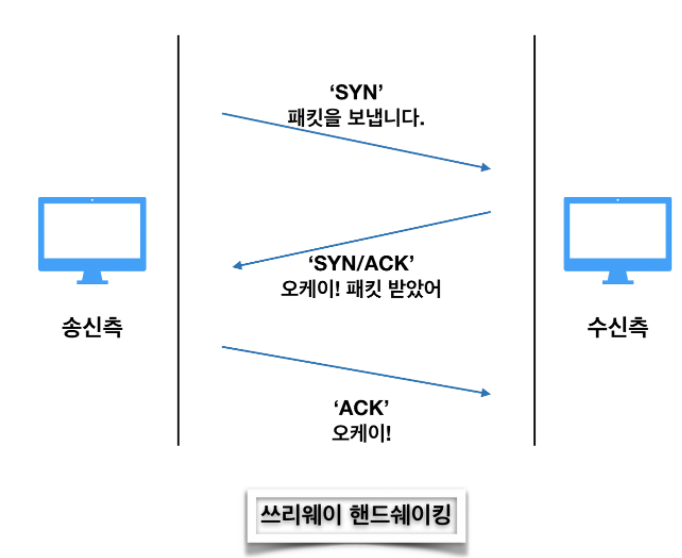 ‘SYN’
패킷을 보냅니다.
‘SYN/ACK’
오케이! 패킷 받았어
송신측
수신측
‘ACK’
오케이!
쓰리웨이 핸드쉐이킹